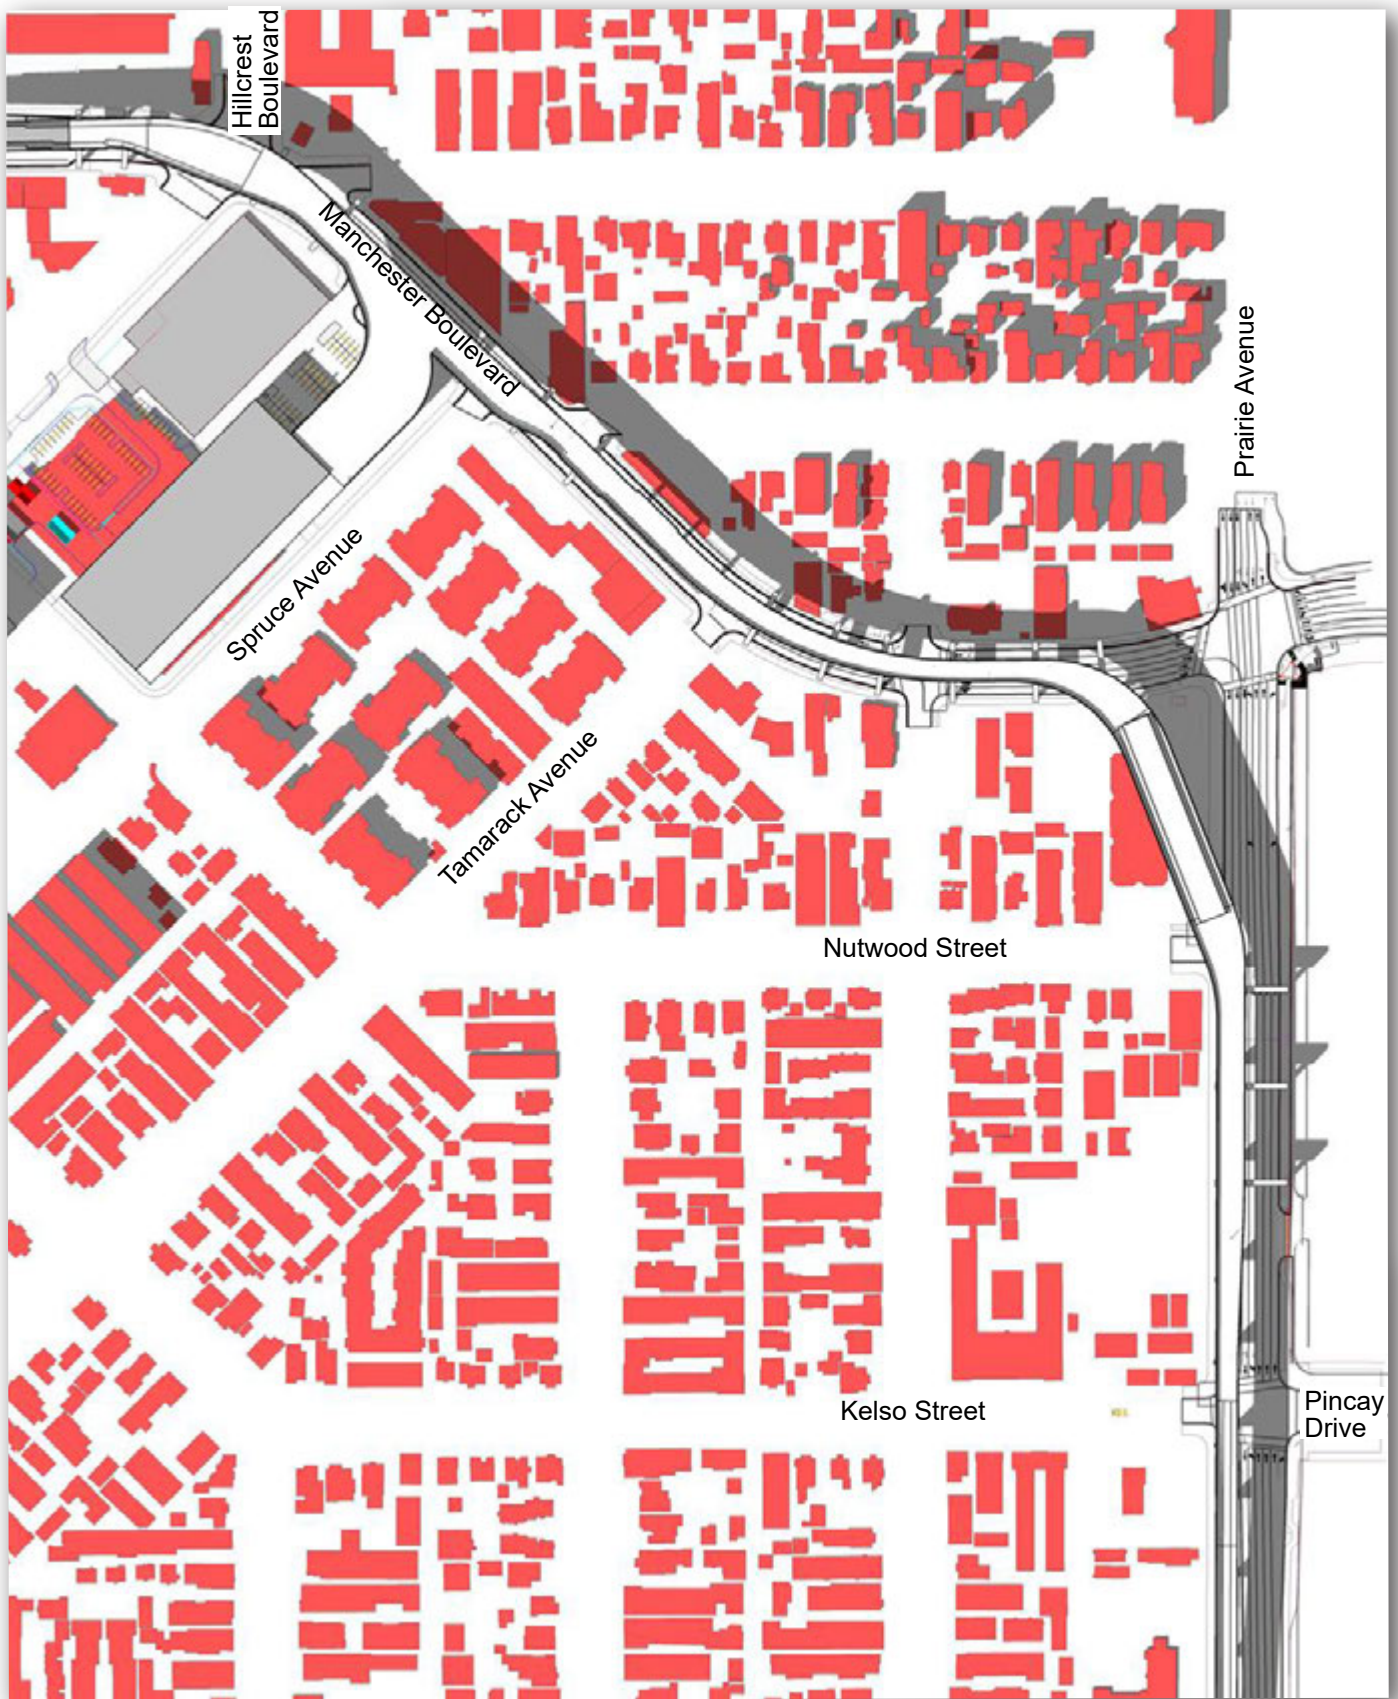 Hillcrest
Boulevard
Manchester Boulevard
Prairie Avenue
Spruce Avenue
Tamarack Avenue
Nutwood Street
Kelso Street
Pincay
Drive